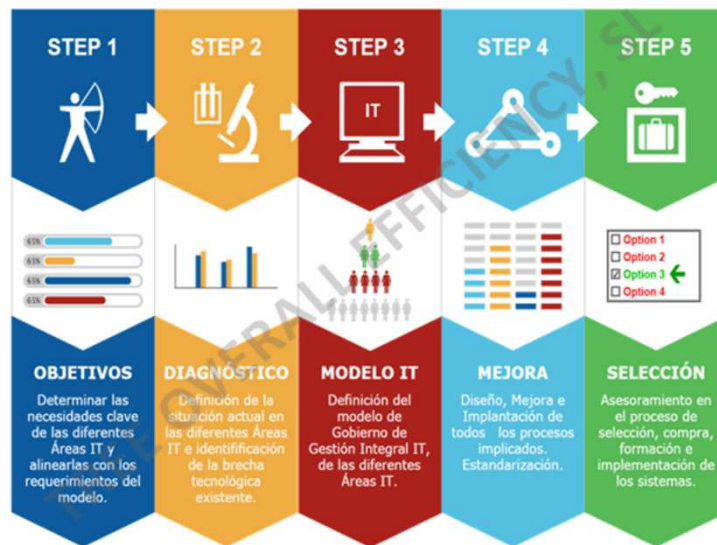 STEP 1
STEP 2
STEP 3
STEP 4
STEP 5
IT
65%
65%
65%
65%
Option 1
Option 2
Option 3
Option 4
OBJETIVOS
Determinar las
necesidades clave
de las diferentes
Áreas IT y
alinearlas con los
requerimientos del
modelo.
DIAGNÓSTICO
Definición de la
situación actual en
las diferentes Áreas
IT e identifificación
de la brecha
tecnológica
existente.
MODELO IT
Definición del
modelo de
Gobierno de
Gestión Integral IT,
de las diferentes
Áreas IT.
MEJORA
Diseño, Mejora e
Implantación de
todos los procesos
implicados.
Estandarización.
SELECCIÓN
Asesoramiento en
el proceso de
selección, compra,
formación e
implementación de
los sistemas.
OVERALL EFFICIENCY, SL